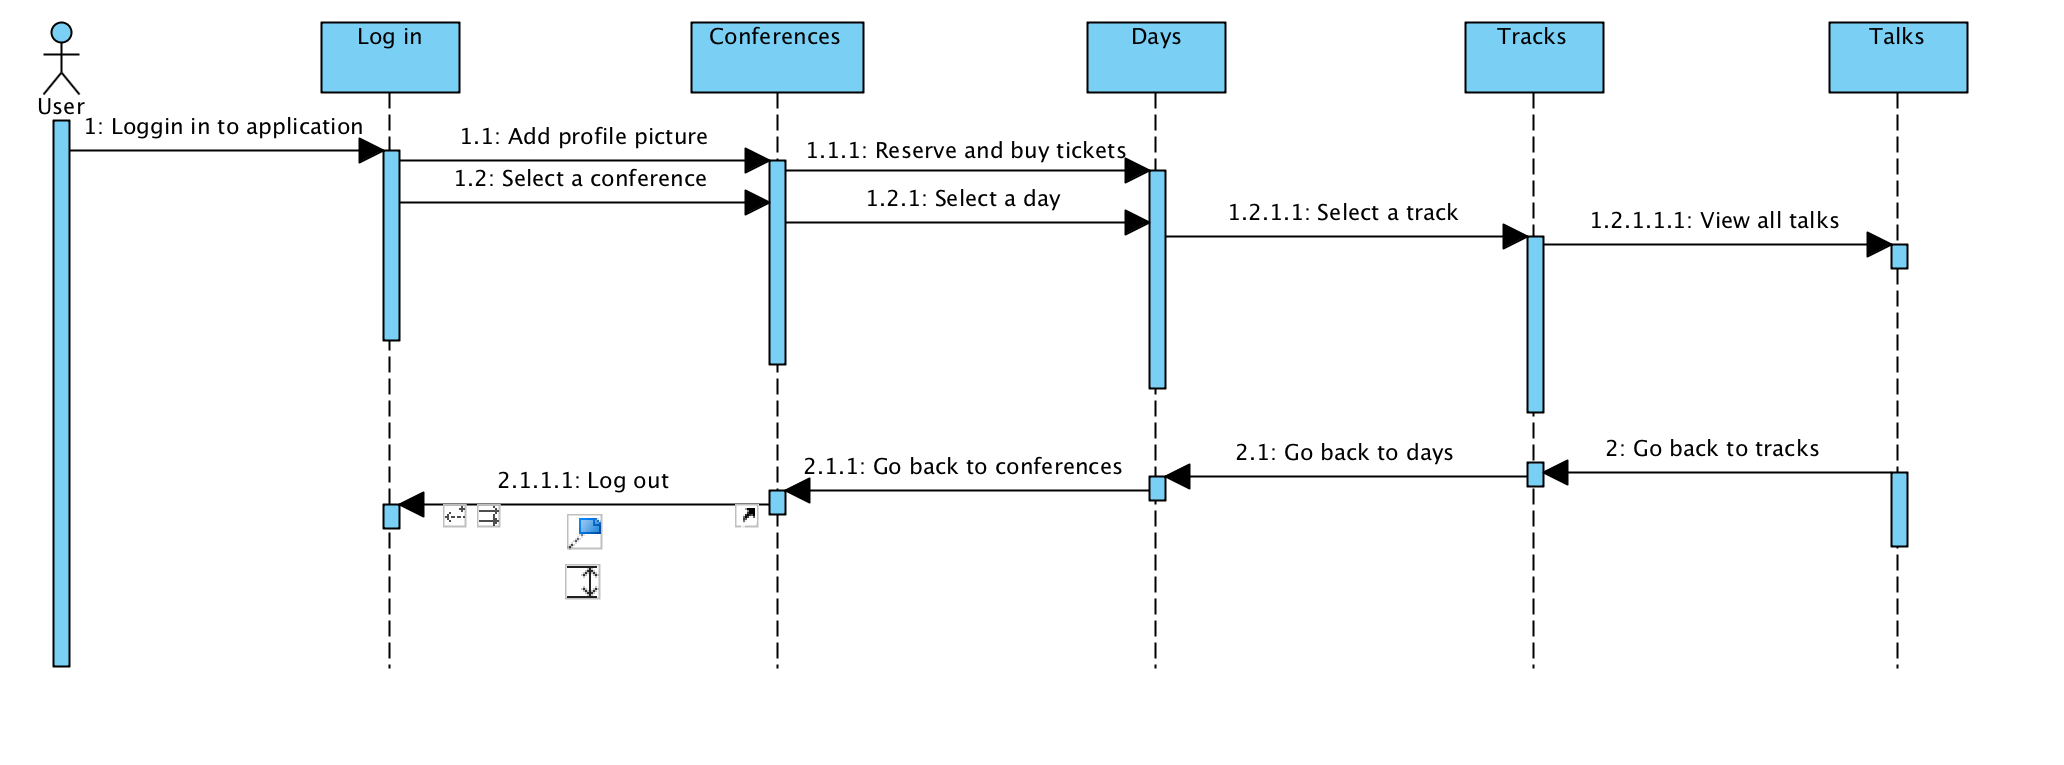 Log in
Conferences
Days
Tracks
Talks
User
1: Loggin in to application
1.1: Add profile picture
1.1.1: Reserve and buy tickets
1.2: Select a conference
1.2.1: Select a day
1.2.1.1: Select a track
1.2.1.1.1: View all talks
2: Go back to tracks
2.1: Go back to days
2.1.1: Go back to conferences
2.1.1.1: Log out